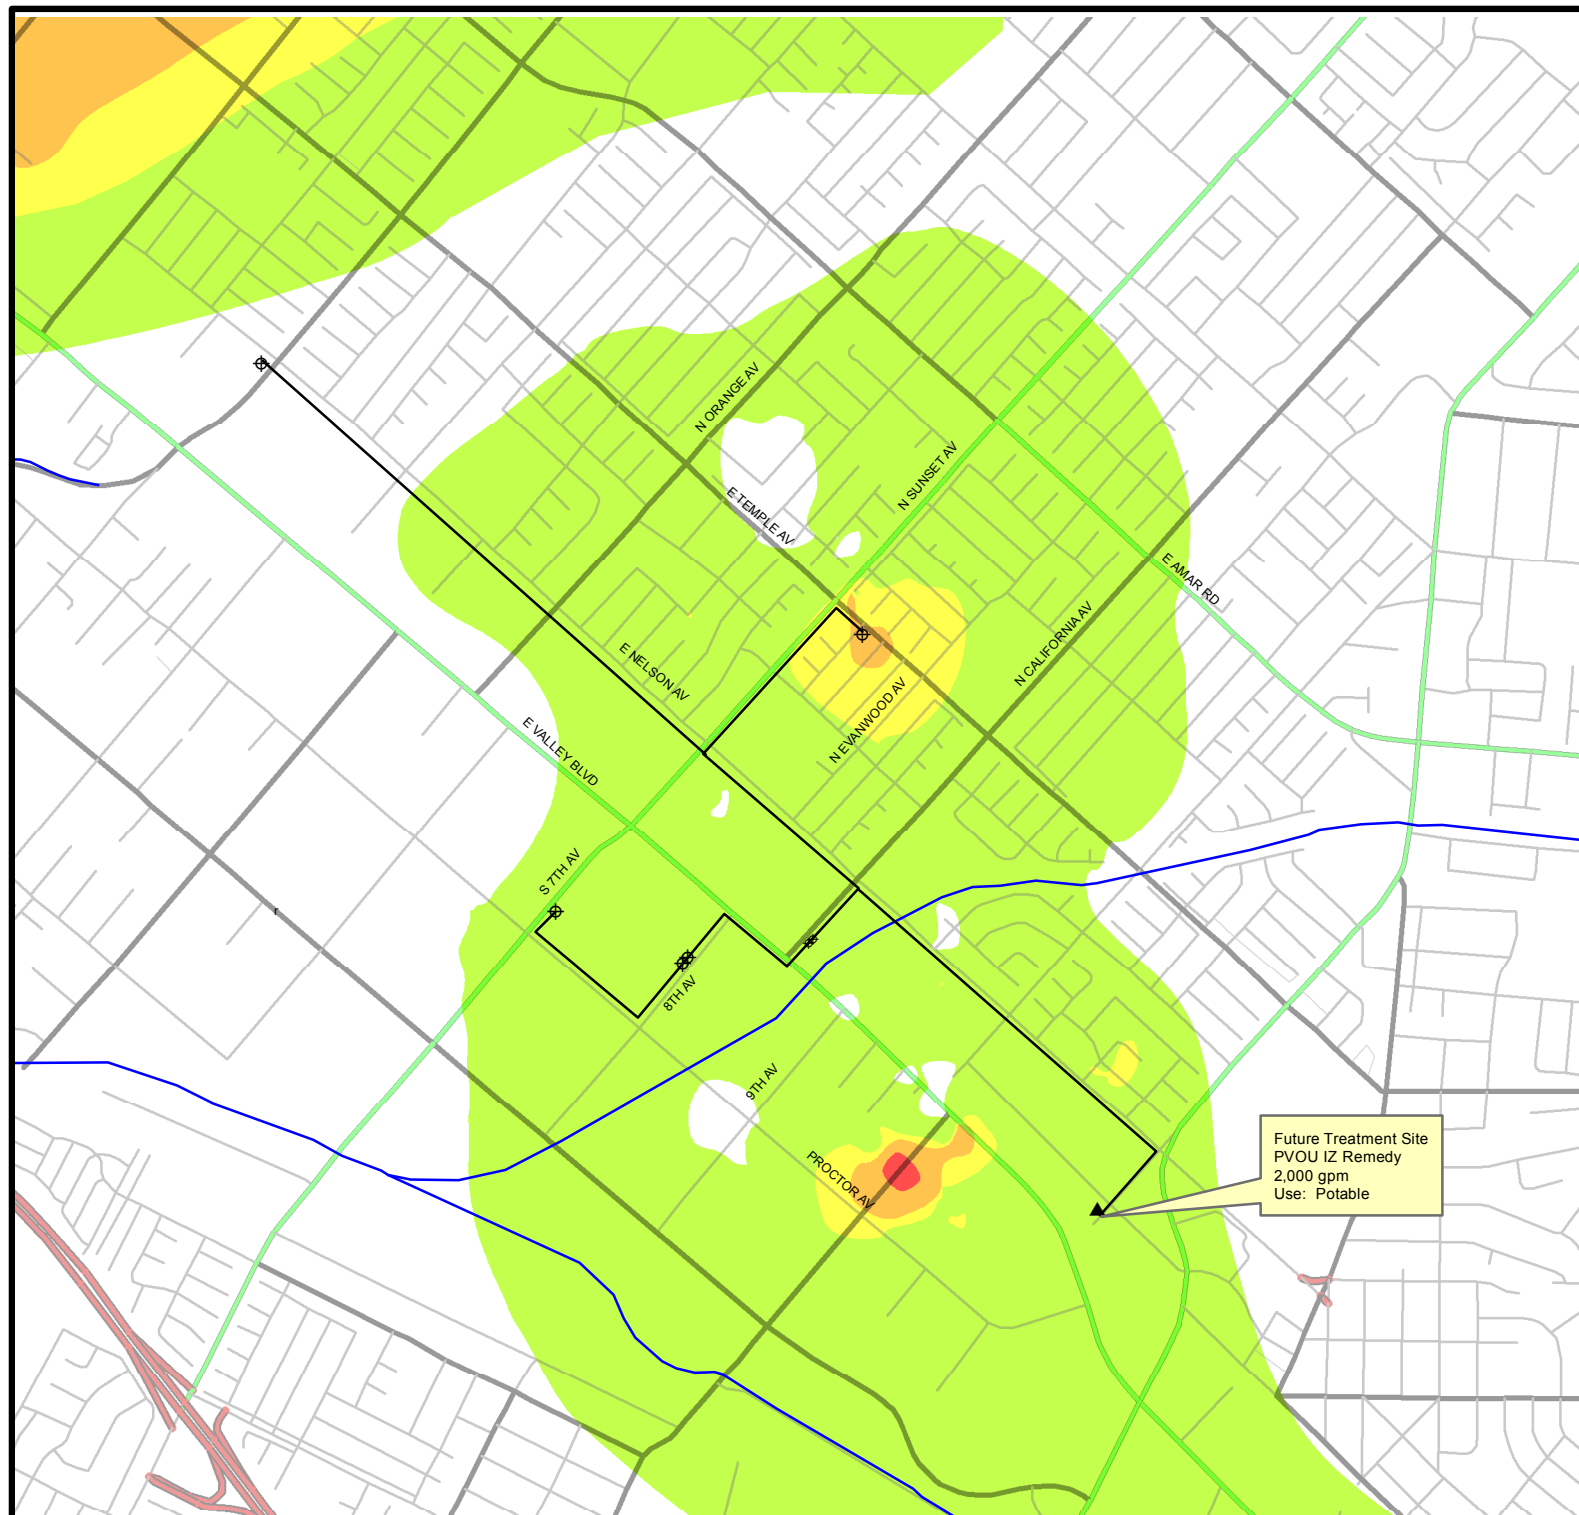 N ORANGE AV
N SUNSET AV
E TEMPLE AV
E AMAR RD
N CALIFORNIA AV
E NELSON AV
N EVANWOOD AV
E VALLEY BLVD
S 7TH AV
r
8TH AV
9TH AV
PROCTOR AV
Future Treatment Site
PVOU IZ Remedy
2,000 gpm
Use: Potable